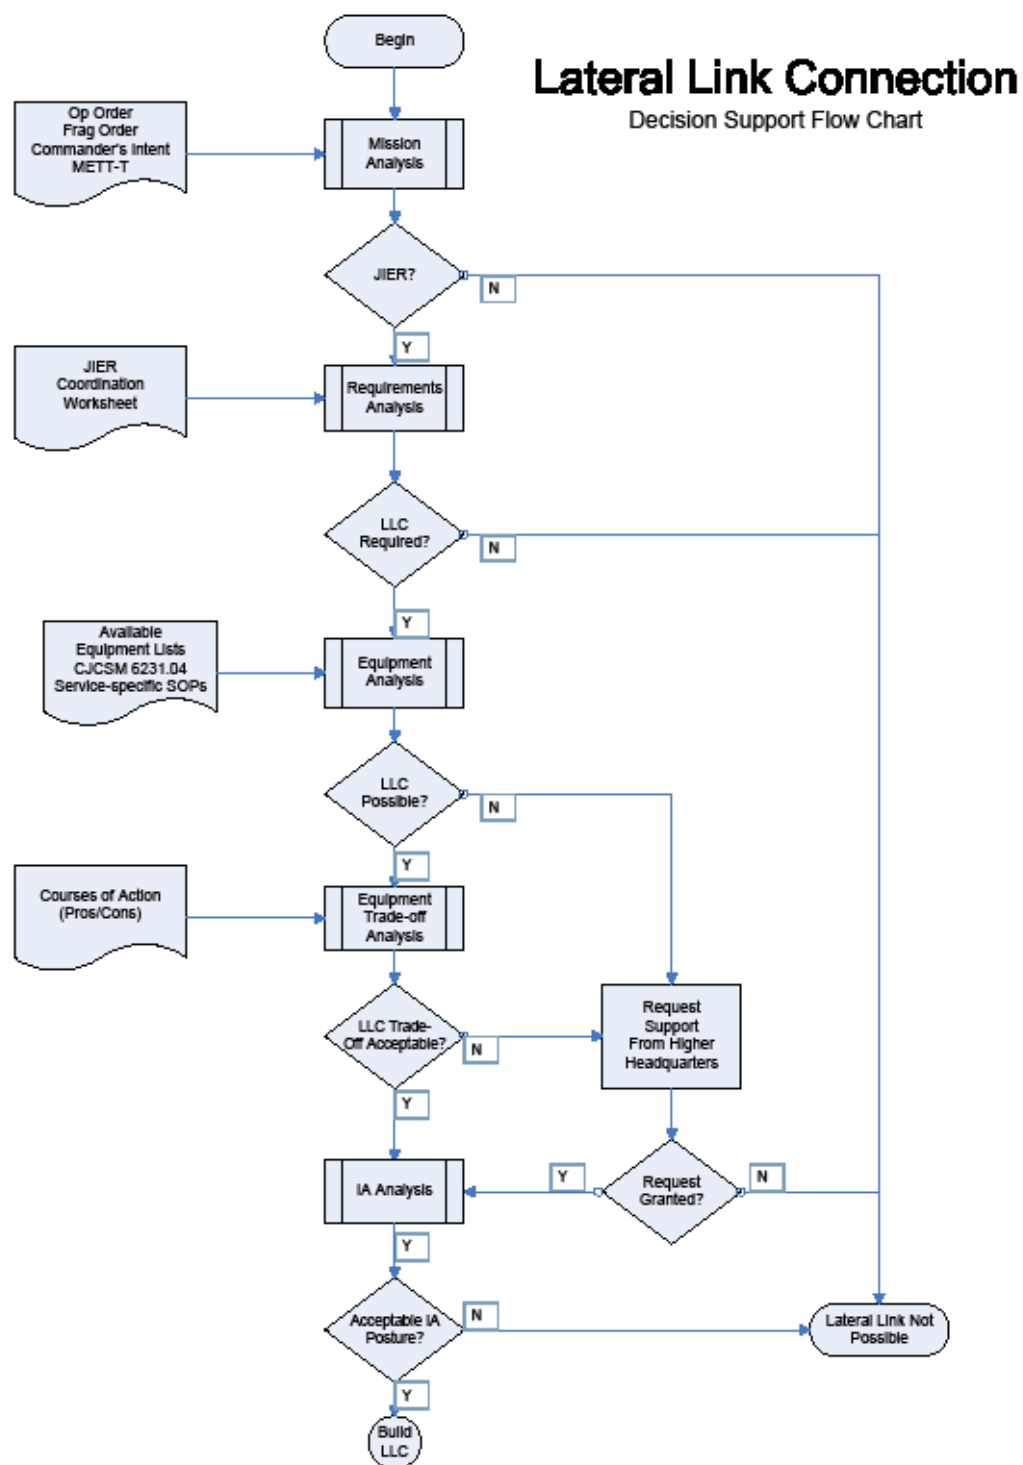 Begin
Lateral Link Connection
Decision Support Flow Chart
Op Order
Frag Order
Commander's Intent
METT-T
Mission
Analysis
JIER?
N
Y
JIER
Coordination
Worksheet
Requirements
Analysis
LLC
Required?
N
Y
Available
Equipment Lists
CJCSM 6231.04
Service-specific SOPs
Equipment
Analysis
LLC
Possible?
N
Y
Courses of Action
(Pros/Cons)
Equipment
Trade-off
Analysis
LLC Trade-
Off Acceptable?
N
Y
Request
Support
From Higher
Headquarters
IA Analysis
Y
Request
Granted?
N
Y
Acceptable IA
Posture?
N
Lateral Link Not
Possible
Y
Build
LLC